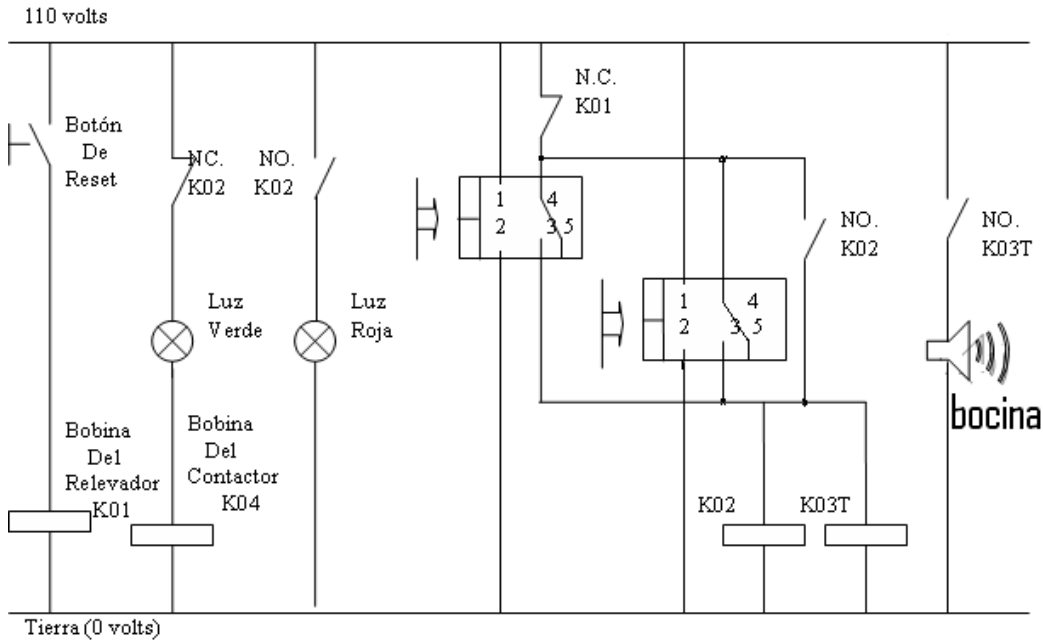 110 volts
Botón
De
Reset
NC.
K02
NO.
K02
N.C.
K01
1 4
2 3 5
1 4
2 3 5
NO.
K02
NO.
K03T
Luz
Verde
Luz
Roja
bocina
Bobina
Del
Relevador
K01
Bobina
Del
Contactor
K04
K02
K03T
Tierra (0 volts)